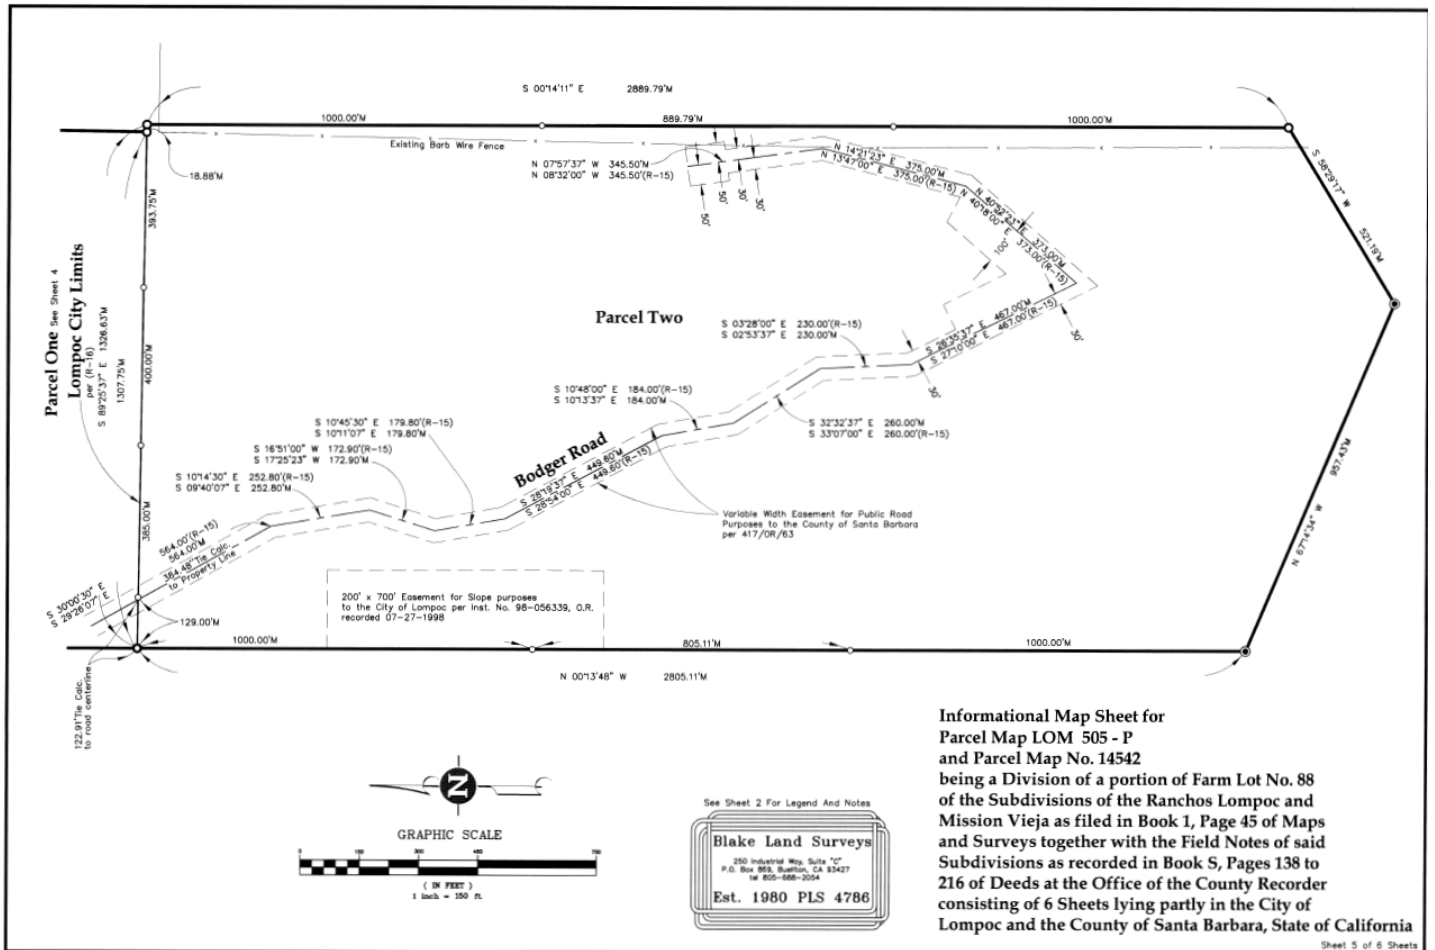 S 00°14'11" E 2889.79'M
1000.00'M
889.79'M
1000.00'M
Existing Barb Wire Fence
18.88'M
N 07°57'37" W 345.50'M
N 08°32'00" W 345.50'(R-15)
50'
50'
30'
30'
N 14°21'23" E 375.00'M
N 13°47'00" E 375.00'(R-15)
N 40°52'23" E 373.00'M
N 40°18'00" E 373.00'(R-15)
100'
S 58°29'17" W 521.19'M
393.75'M
Parcel One See Sheet 4
Lompoc City Limits
per (R-16)
S 89°25'37" E 1326.63'M
1307.75'M
400.00'M
385.00'M
Parcel Two
S 03°28'00" E 230.00'(R-15)
S 02°53'37" E 230.00'M
S 26°35'37" E 467.00'M
S 27°10'00" E 467.00'(R-15)
30'
30'
S 10°48'00" E 184.00'(R-15)
S 10°13'37" E 184.00'M
S 32°32'37" E 260.00'M
S 33°07'00" E 260.00'(R-15)
S 10°45'30" E 179.80'(R-15)
S 10°11'07" E 179.80'M
S 16°51'00" W 172.90'(R-15)
S 17°25'23" W 172.90'M
S 10°14'30" E 252.80'(R-15)
S 09°40'07" E 252.80'M
Bodger Road
S 28°19'37" E 449.60'M
S 28°54'00" E 449.60'(R-15)
N 67°14'34" W 957.43'M
Variable Width Easement for Public Road
Purposes to the County of Santa Barbara
per 417/OR/63
564.00'(R-15)
564.00'M
384.48' Tie Calc.
to Property Line
S 30°00'30" E
S 29°26'07" E
200' x 700' Easement for Slope purposes
to the City of Lompoc per Inst. No. 98-056339, O.R.
recorded 07-27-1998
129.00'M
1000.00'M
805.11'M
1000.00'M
N 00°13'48" W 2805.11'M
122.91' Tie Calc.
to road centerline
N
GRAPHIC SCALE
0 150 300 450 750
( IN FEET )
1 inch = 150 ft.
See Sheet 2 For Legend And Notes
Blake Land Surveys
250 Industrial Way, Suite "C"
P.O. Box 869, Buellton, CA 93427
tel 805-688-2054
Est. 1980 PLS 4786
Informational Map Sheet for
Parcel Map LOM 505 - P
and Parcel Map No. 14542
being a Division of a portion of Farm Lot No. 88
of the Subdivisions of the Ranchos Lompoc and
Mission Vieja as filed in Book 1, Page 45 of Maps
and Surveys together with the Field Notes of said
Subdivisions as recorded in Book S, Pages 138 to
216 of Deeds at the Office of the County Recorder
consisting of 6 Sheets lying partly in the City of
Lompoc and the County of Santa Barbara, State of California
Sheet 5 of 6 Sheets